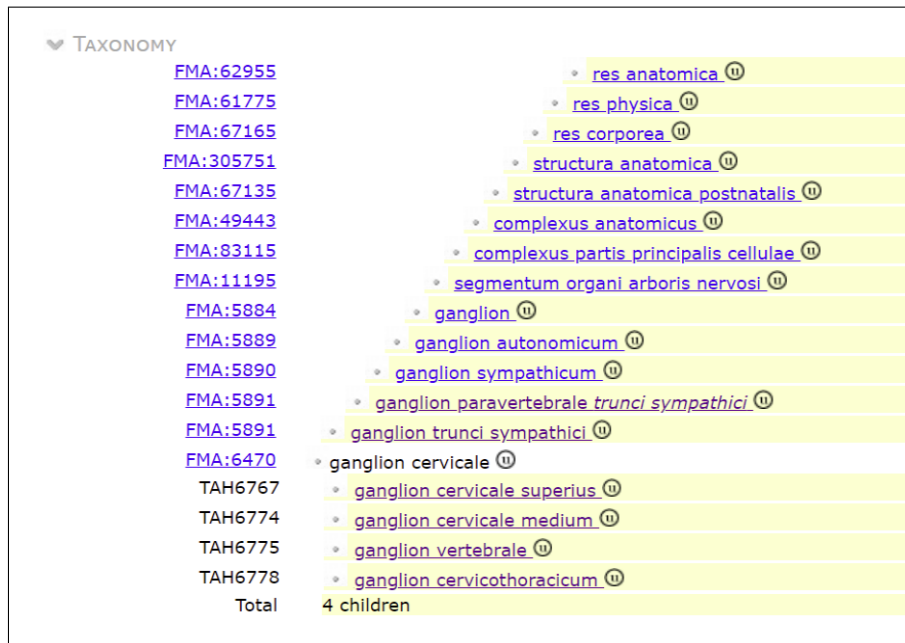 TAXONOMY
FMA:62955 res anatomica u
FMA:61775 res physica u
FMA:67165 res corporea u
FMA:305751 structura anatomica u
FMA:67135 structura anatomica postnatalis u
FMA:49443 complexus anatomicus u
FMA:83115 complexus partis principalis cellulae u
FMA:11195 segmentum organi arboris nervosi u
FMA:5884 ganglion u
FMA:5889 ganglion autonomicum u
FMA:5890 ganglion sympathicum u
FMA:5891 ganglion paravertebrale trunci sympathici u
FMA:5891 ganglion trunci sympathici u
FMA:6470 ganglion cervicale u
TAH6767 ganglion cervicale superius u
TAH6774 ganglion cervicale medium u
TAH6775 ganglion vertebrale u
TAH6778 ganglion cervicothoracicum u
Total 4 children